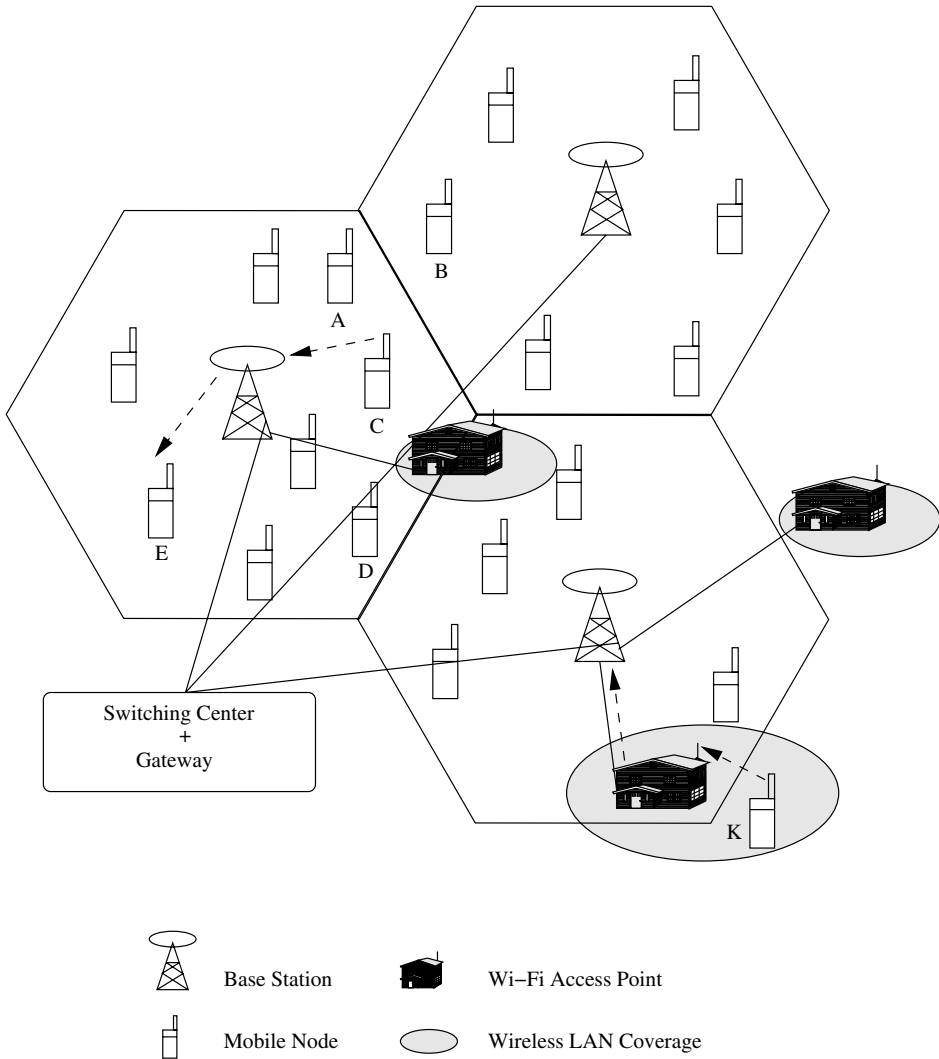 B
A
C
E
D
Switching Center
+
Gateway
K
Base Station
Wi−Fi Access Point
Mobile Node
Wireless LAN Coverage